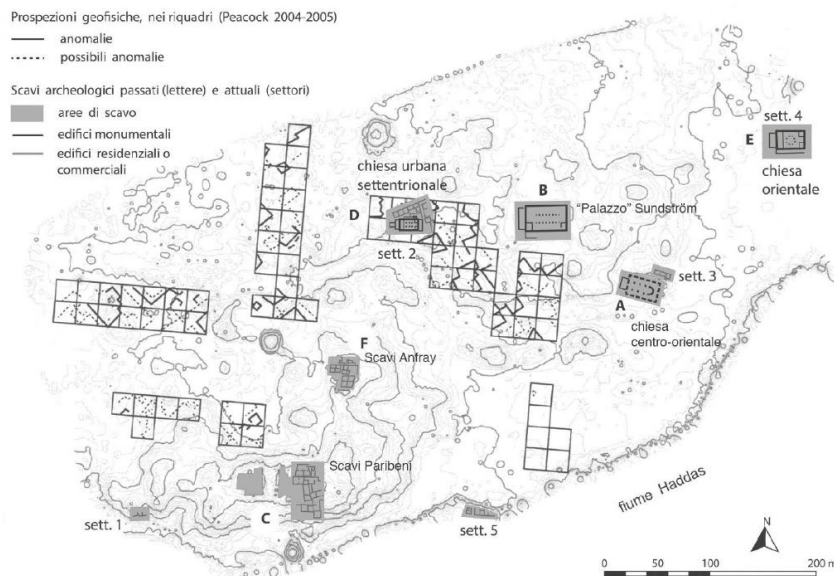 Prospezioni geofisiche, nei riquadri (Peacock 2004-2005)
anomalie
possibili anomalie
Scavi archeologici passati (lettere) e attuali (settori)
aree di scavo
edifici monumentali
edifici residenziali o
commerciali
sett. 4
E
chiesa
orientale
chiesa urbana
settentrionale
D
sett. 2
B
"Palazzo" Sundström
sett. 3
A
chiesa
centro-orientale
F
Scavi Anfray
Scavi Paribeni
sett. 1
C
sett. 5
fiume Haddas
N
0 50 100 200 m